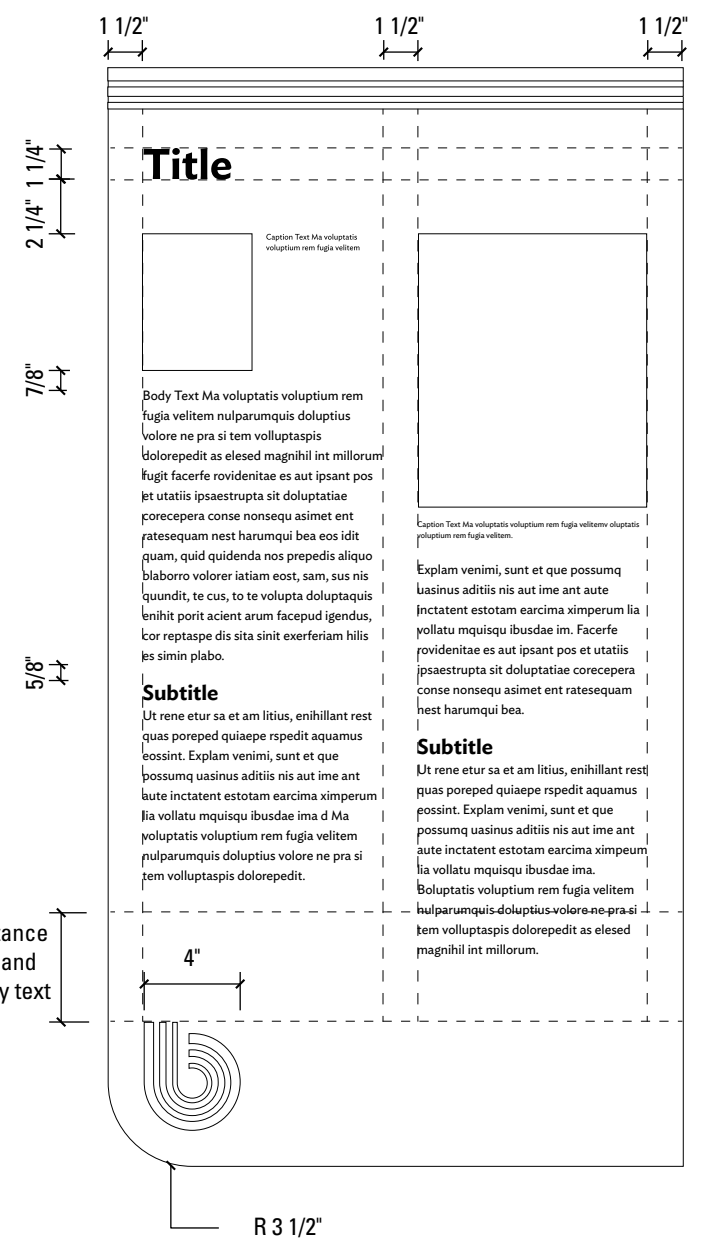 1 1/2"
1 1/2"
1 1/2"
1 1/4"
2 1/4"
7/8"
5/8"
Title
Caption Text Ma voluptatis
voluptium rem fugia velitem
Body Text Ma voluptatis voluptium rem
fugia velitem nulparumquis doluptius
volore ne pra si tem volluptaspis
dolorepedit as elesed magnihil int millorum
fugit facerfe rovidenitae es aut ipsant pos
et utatiis ipsaestrupta sit doluptatiae
corecepera conse nonsequ asimet ent
ratesequam nest harumqui bea eos idit
quam, quid quidenda nos prepedis aliquo
blaborro volorer iatiam eost, sam, sus nis
quundit, te cus, to te volupta doluptaquis
enihit porit acient arum facepud igendus,
cor reptaspe dis sita sinit exerferiam hilis
es simin plabo.
Subtitle
Ut rene etur sa et am litius, enihillant rest
quas poreped quiaepe rspedit aquamus
eossint. Explam venimi, sunt et que
possumq uasinus aditiis nis aut ime ant
aute inctatent estotam earcima ximperum
lia vollatu mquisqu ibusdae ima d Ma
voluptatis voluptium rem fugia velitem
nulparumquis doluptius volore ne pra si
tem volluptaspis dolorepedit.
Caption Text Ma voluptatis voluptium rem fugia velitemv oluptatis
voluptium rem fugia velitem.
Explam venimi, sunt et que possumq
uasinus aditiis nis aut ime ant aute
inctatent estotam earcima ximperum lia
vollatu mquisqu ibusdae im. Facerfe
rovidenitae es aut ipsant pos et utatiis
ipsaestrupta sit doluptatiae corecepera
conse nonsequ asimet ent ratesequam
nest harumqui bea.
Subtitle
Ut rene etur sa et am litius, enihillant rest
quas poreped quiaepe rspedit aquamus
eossint. Explam venimi, sunt et que
possumq uasinus aditiis nis aut ime ant
aute inctatent estotam earcima ximpeum
lia vollatu mquisqu ibusdae ima.
Boluptatis voluptium rem fugia velitem
nulparumquis doluptius volore ne pra si
tem volluptaspis dolorepedit as elesed
magnihil int millorum.
and
text
4"
R 3 1/2"